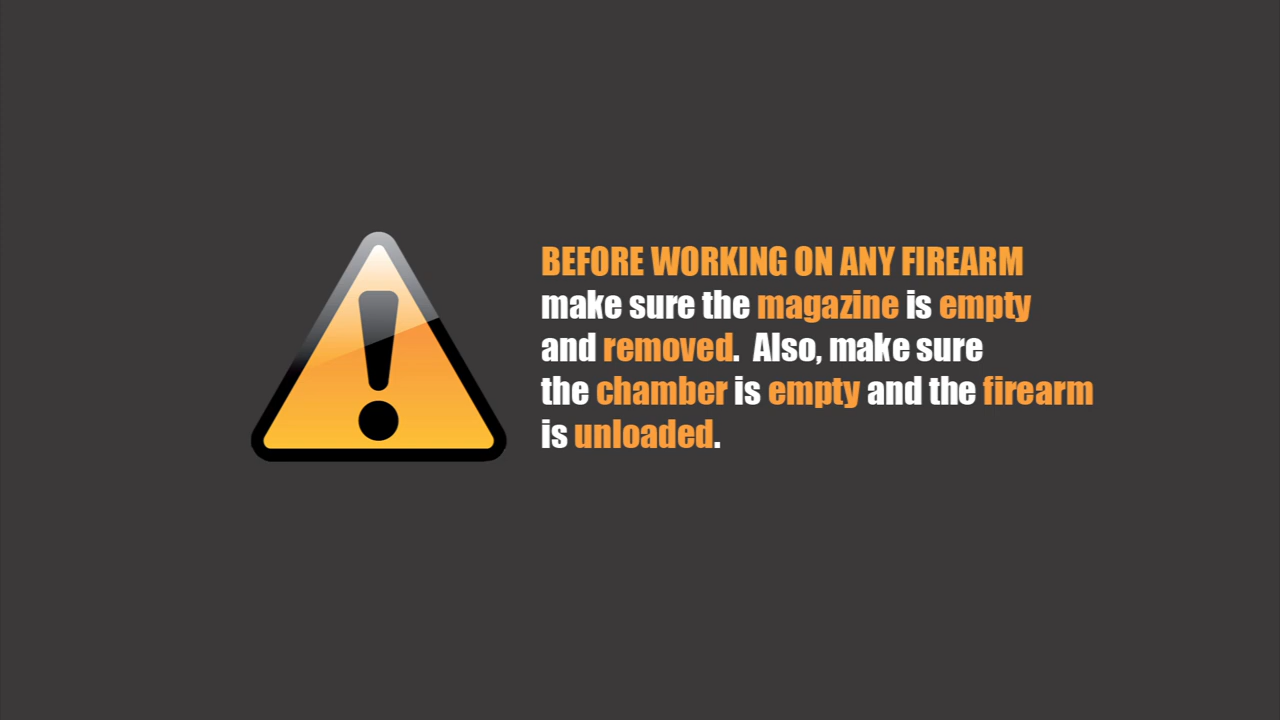 BEFORE WORKING ON ANY FIREARM
make sure the magazine is empty
and removed.  Also, make sure
the chamber is empty and the firearm
is unloaded.